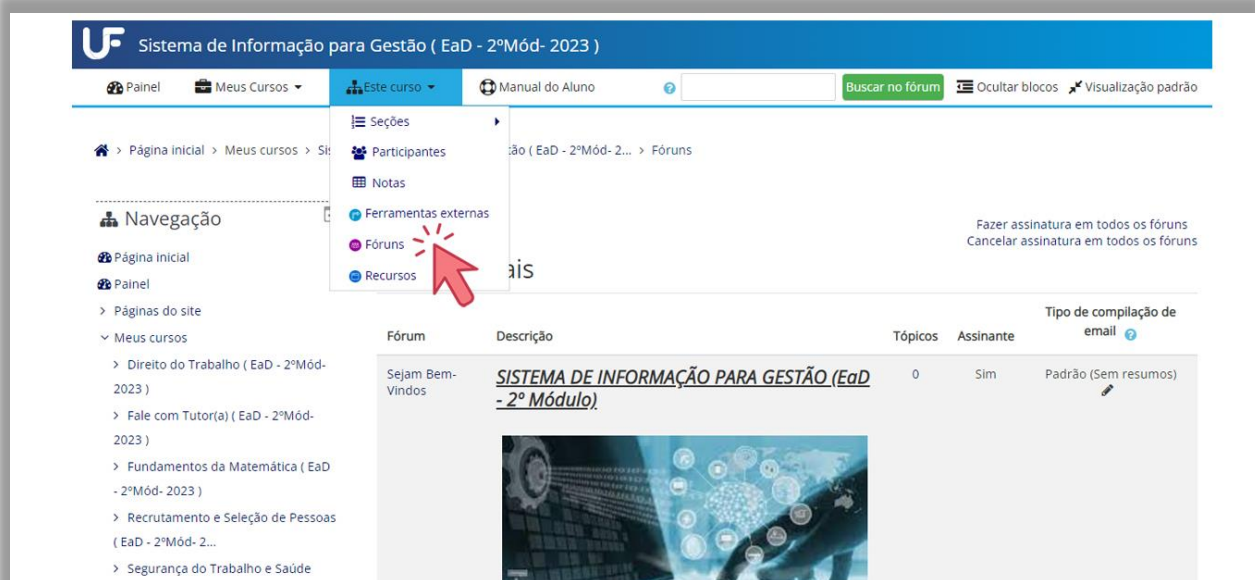 UF Sistema de Informação para Gestão ( EaD - 2ºMód- 2023 )
Painel Meus Cursos Este curso Manual do Aluno Buscar no fórum Ocultar blocos Visualização padrão
Seções
Participantes
Notas
Ferramentas externas
Fóruns
Recursos
> Página inicial > Meus cursos > Si ão ( EaD - 2ºMód- 2... > Fóruns
Navegação
Página inicial
Painel
> Páginas do site
Meus cursos
> Direito do Trabalho ( EaD - 2ºMód-
2023 )
> Fale com Tutor(a) ( EaD - 2ºMód-
2023 )
> Fundamentos da Matemática ( EaD
- 2ºMód- 2023 )
> Recrutamento e Seleção de Pessoas
( EaD - 2ºMód- 2...
> Segurança do Trabalho e Saúde
Fazer assinatura em todos os fóruns
Cancelar assinatura em todos os fóruns
ais
Fórum Descrição Tópicos Assinante Tipo de compilação de
email
Sejam Bem-
Vindos
SISTEMA DE INFORMAÇÃO PARA GESTÃO (EaD
- 2º Módulo)
0 Sim Padrão (Sem resumos)